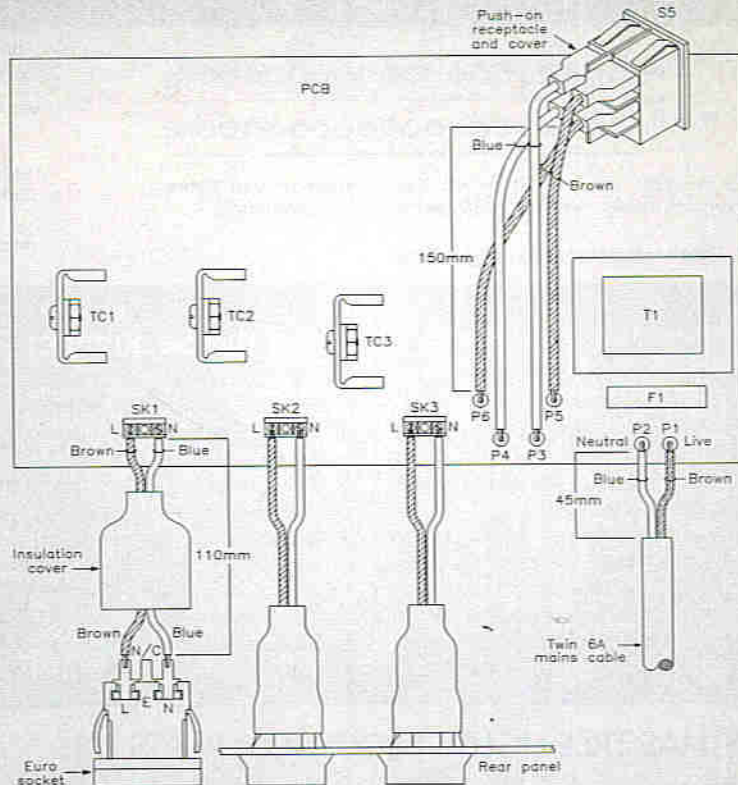 S5
Push-on
receptacle
and cover
PCB
Blue
Brown
150mm
TC1
TC2
TC3
T1
F1
SK1
L
N
SK2
L
N
SK3
L
N
P6
P5
P4
P3
P2
P1
Neutral
Live
Brown
Blue
Blue
Brown
45mm
Insulation
cover
110mm
Brown
Blue
N/C
L
E
N
Twin 6A
mains cable
Euro
socket
Rear panel